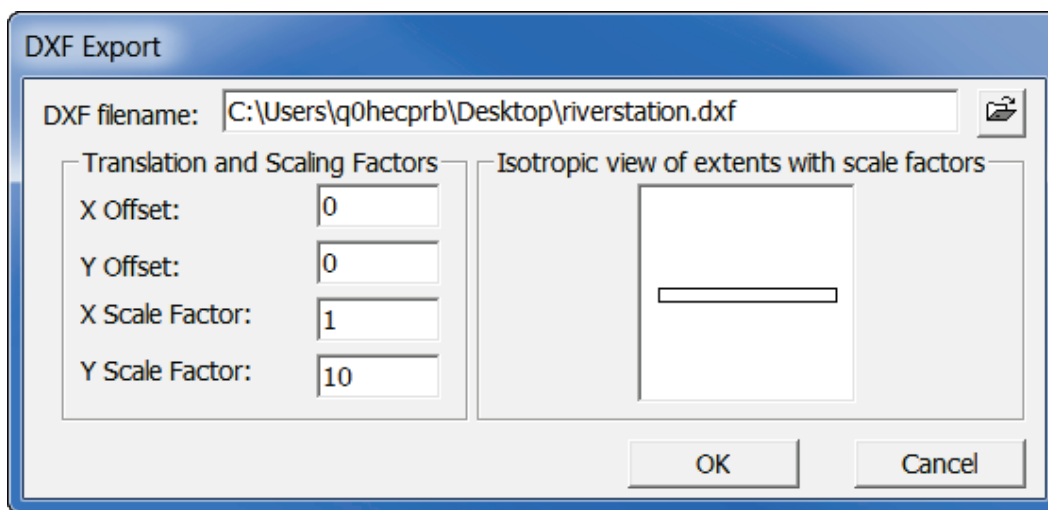 DXF Export
DXF filename: C:\Users\q0hecprb\Desktop\riverstation.dxf
Translation and Scaling Factors
X Offset: 0
Y Offset: 0
X Scale Factor: 1
Y Scale Factor: 10
Isotropic view of extents with scale factors
OK Cancel